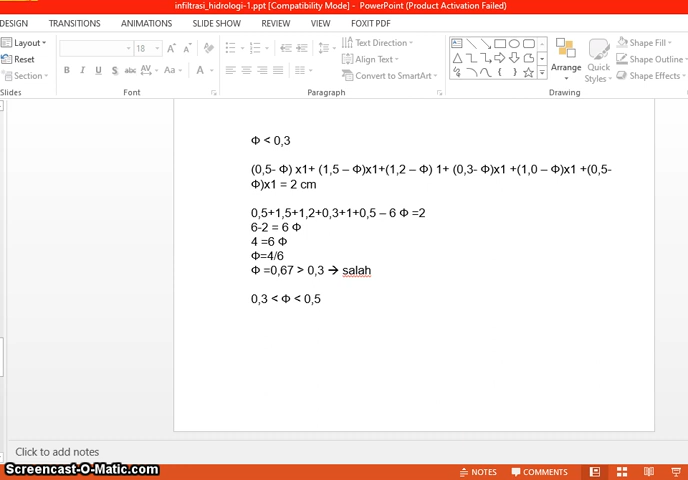 infiltrasi_hidrologi-1.ppt [Compatibility Mode] - PowerPoint (Product Activation Failed)
DESIGN TRANSITIONS ANIMATIONS SLIDE SHOW REVIEW VIEW FOXIT PDF
Layout 18 Text Direction Shape Fill
Reset B I U S abc AV Aa A Align Text Arrange Quick Styles Shape Outline
Section Convert to SmartArt Shape Effects
Slides Font Paragraph Drawing
Φ < 0,3
(0,5- Φ) x1+ (1,5 – Φ)x1+(1,2 – Φ) 1+ (0,3- Φ)x1 +(1,0 – Φ)x1 +(0,5-
Φ)x1 = 2 cm
0,5+1,5+1,2+0,3+1+0,5 – 6 Φ =2
6-2 = 6 Φ
4 =6 Φ
Φ=4/6
Φ =0,67 > 0,3 → salah
0,3 < Φ < 0,5
Click to add notes
Screencast-O-Matic.com
NOTES COMMENTS